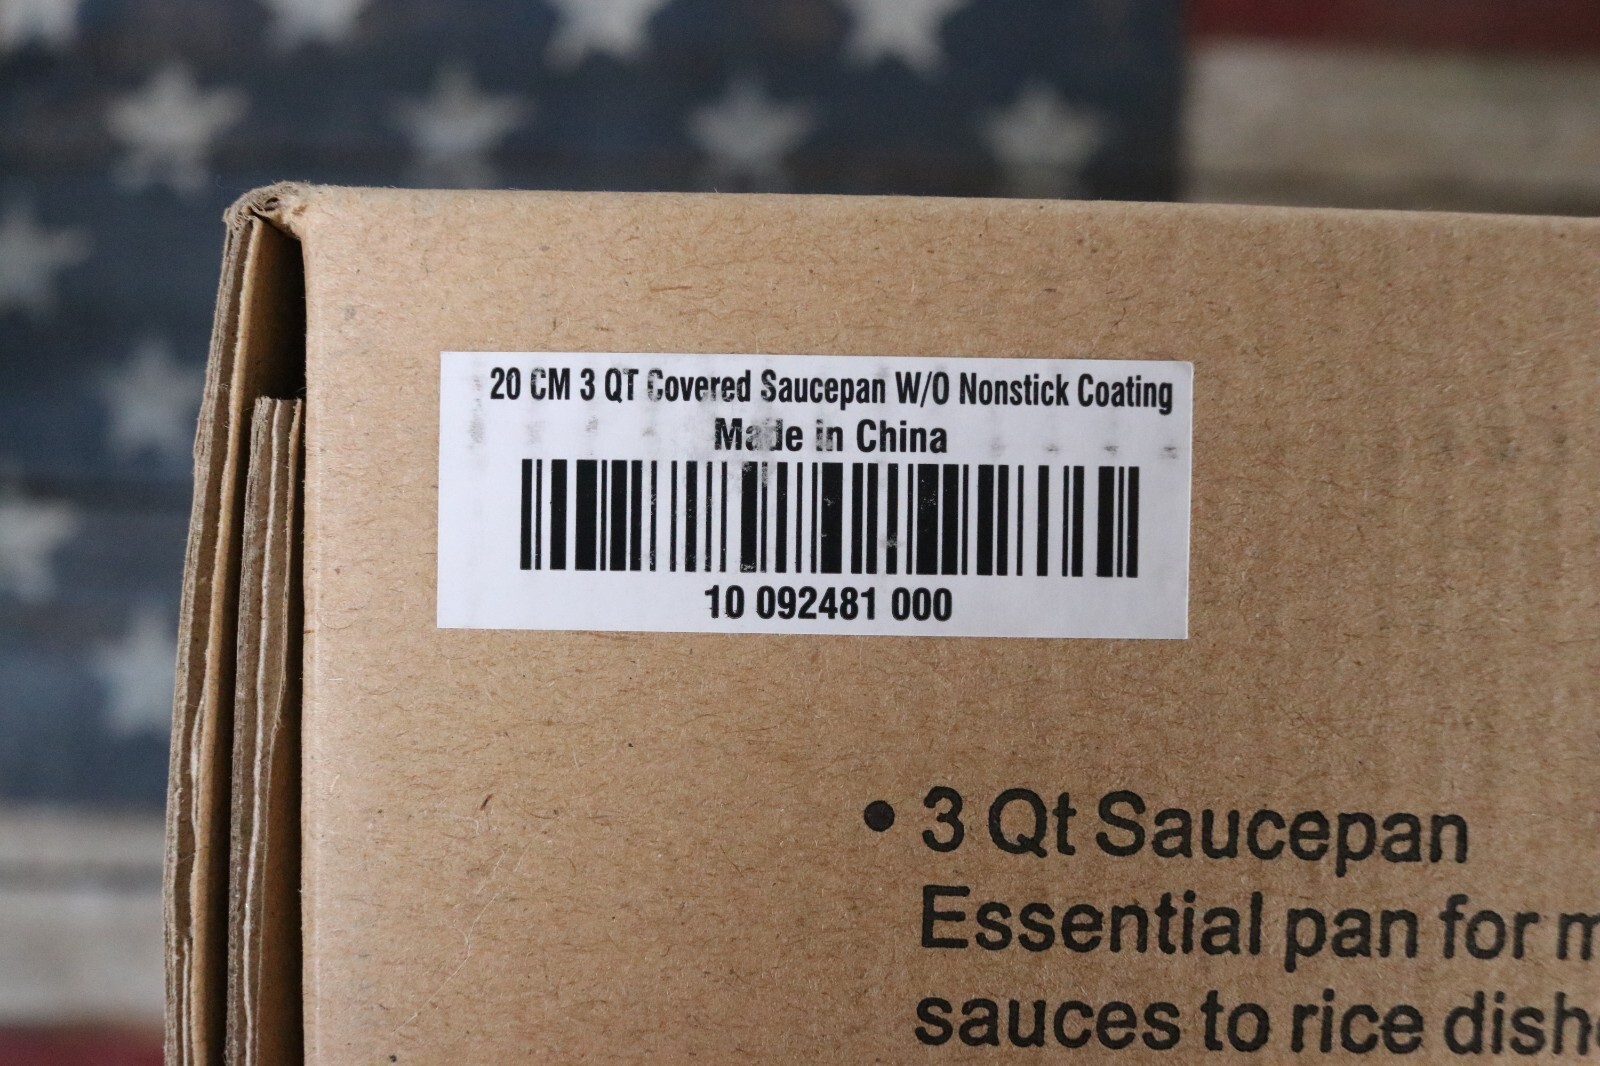 20 CM 3 QT Covered Saucepan W/O Nonstick Coating
Made in China
10 092481 000
• 3 Qt Saucepan
Essential pan for
sauces to rice